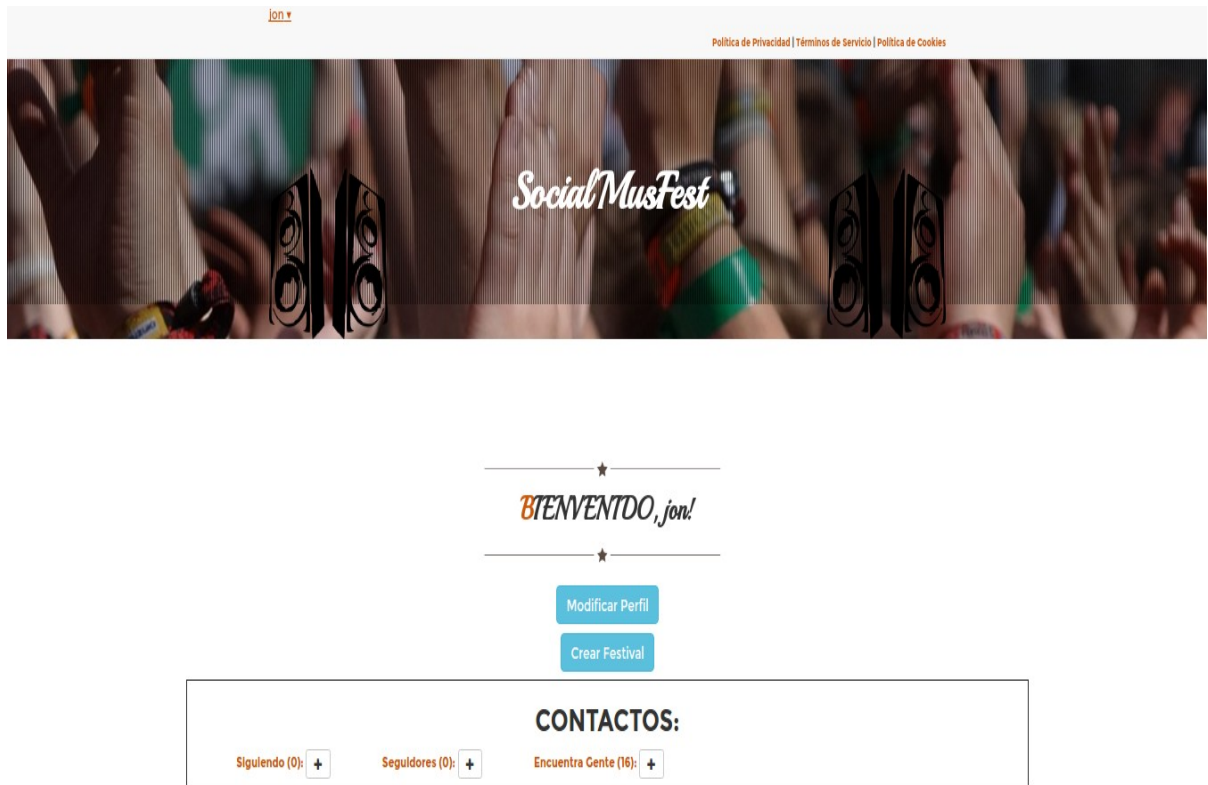 jon ▾
Política de Privacidad | Términos de Servicio | Política de Cookies
SocialMusFest
BIENVENIDO, jon!
Modificar Perfil
Crear Festival
CONTACTOS:
Siguiendo (0): + Seguidores (0): + Encuentra Gente (16): +